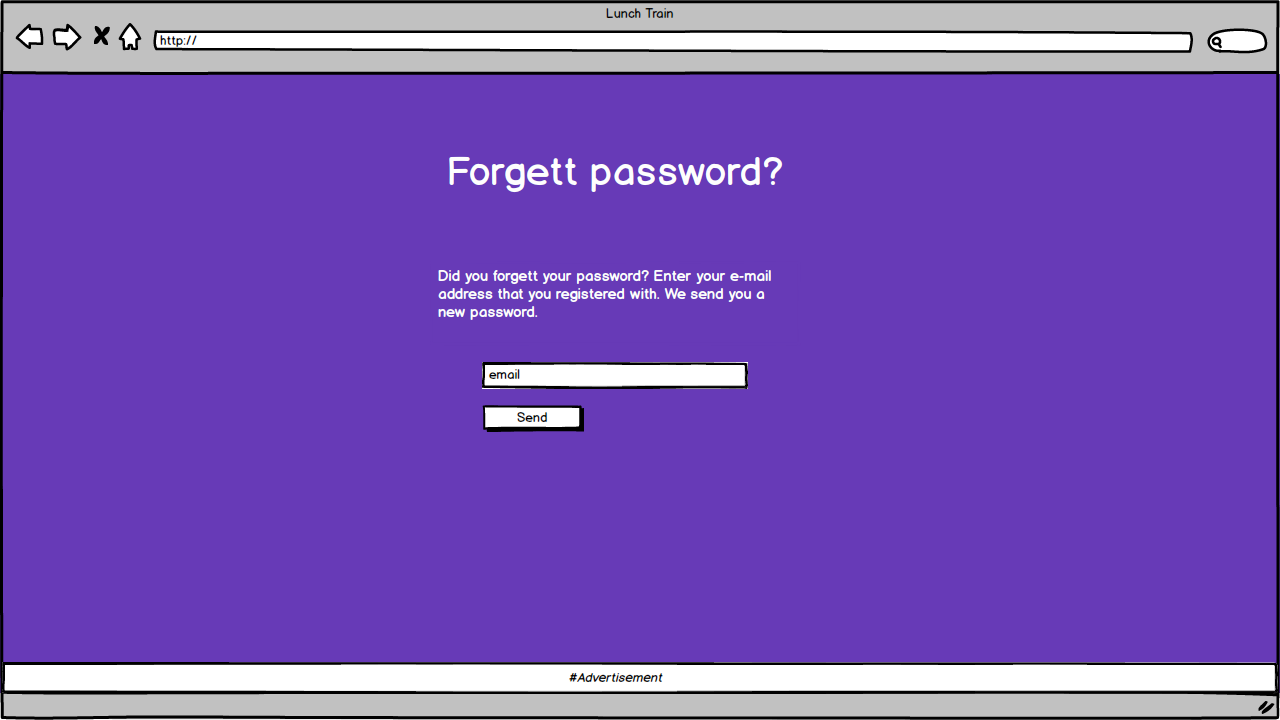 Lunch Train
http://
Forgett password?
Did you forgett your password? Enter your e-mail
address that you registered with. We send you a
new password.
email
Send
#Advertisement